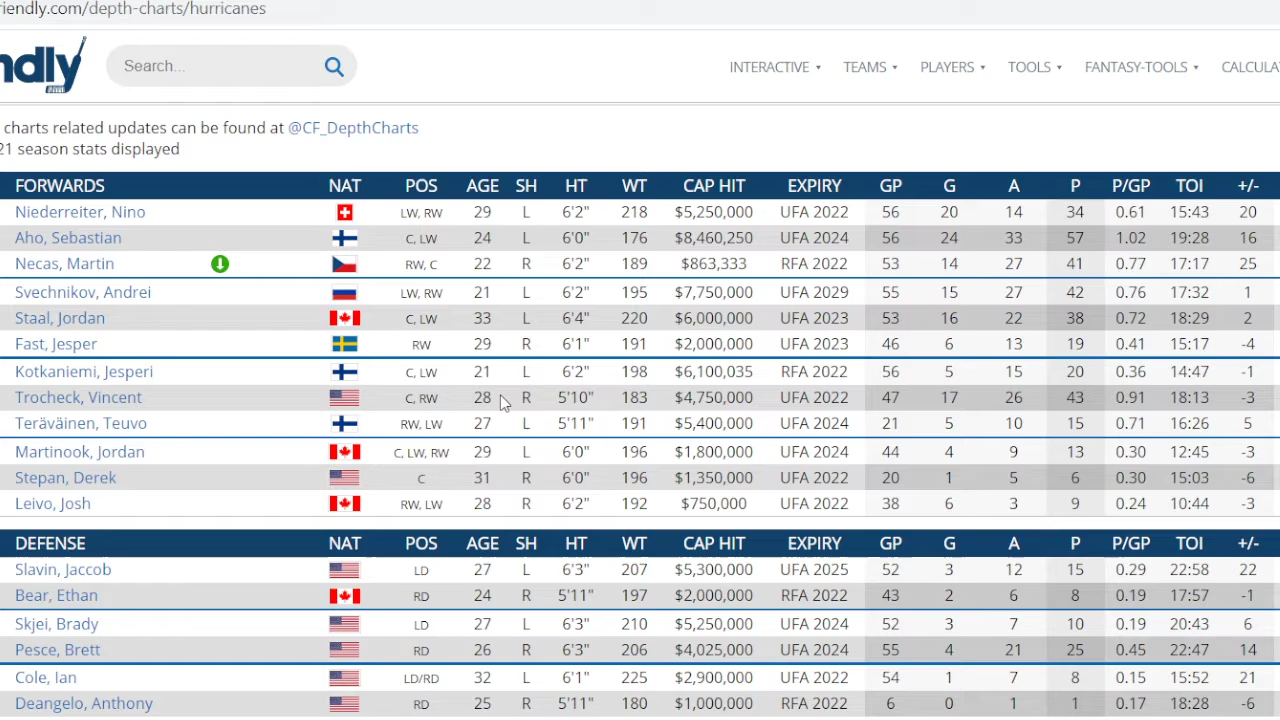 riendly.com/depth-charts/hurricanes
ndly Search... INTERACTIVE TEAMS PLAYERS TOOLS FANTASY-TOOLS CALCULA
charts related updates can be found at @CF_DepthCharts
21 season stats displayed
FORWARDS NAT POS AGE SH HT WT CAP HIT EXPIRY GP G A P P/GP TOI +/-
Niederreiter, Nino LW, RW 29 L 6'2" 218 $5,250,000 UFA 2022 56 20 14 34 0.61 15:43 20
Aho, Sebastian C, LW 24 L 6'0" 176 $8,460,250 UFA 2024 56 24 33 57 1.02 19:28 16
Necas, Martin RW, C 22 R 6'2" 189 $863,333 RFA 2022 53 14 27 41 0.77 17:17 25
Svechnikov, Andrei LW, RW 21 L 6'2" 195 $7,750,000 UFA 2029 55 15 27 42 0.76 17:32 1
Staal, Jordan C, LW 33 L 6'4" 220 $6,000,000 UFA 2023 53 16 22 38 0.72 18:29 2
Fast, Jesper RW 29 R 6'1" 191 $2,000,000 UFA 2023 46 6 13 19 0.41 15:17 -4
Kotkaniemi, Jesperi C, LW 21 L 6'2" 198 $6,100,035 RFA 2022 56 5 15 20 0.36 14:47 -1
Trocheck, Vincent C, RW 28 R 5'10" 183 $4,750,000 UFA 2022 47 17 26 43 0.91 18:13 -3
Teräväinen, Teuvo RW, LW 27 L 5'11" 191 $5,400,000 UFA 2024 21 5 10 15 0.71 16:26 5
Martinook, Jordan C, LW, RW 29 L 6'0" 196 $1,800,000 UFA 2024 44 4 9 13 0.30 12:45 -3
Stepan, Derek C 31 R 6'0" 196 $1,350,000 UFA 2022 20 1 5 6 0.30 15:03 -6
Leivo, Josh RW, LW 28 R 6'2" 192 $750,000 UFA 2022 38 6 3 9 0.24 10:44 -3
DEFENSE NAT POS AGE SH HT WT CAP HIT EXPIRY GP G A P P/GP TOI +/-
Slavin, Jaccob LD 27 L 6'3" 207 $5,300,000 UFA 2025 52 3 12 15 0.29 22:58 22
Bear, Ethan RD 24 R 5'11" 197 $2,000,000 RFA 2022 43 2 6 8 0.19 17:57 -1
Skjei, Brady LD 27 L 6'3" 210 $5,250,000 UFA 2024 52 3 7 10 0.19 20:43 6
Pesce, Brett RD 26 R 6'3" 206 $4,025,000 UFA 2024 55 4 21 25 0.45 22:47 14
Cole, Ian LD/RD 32 L 6'1" 225 $2,900,000 UFA 2022 54 1 7 8 0.15 15:52 21
Deangelo, Anthony RD 25 R 5'11" 180 $1,000,000 RFA 2022 6 0 1 1 0.17 18:28 -6